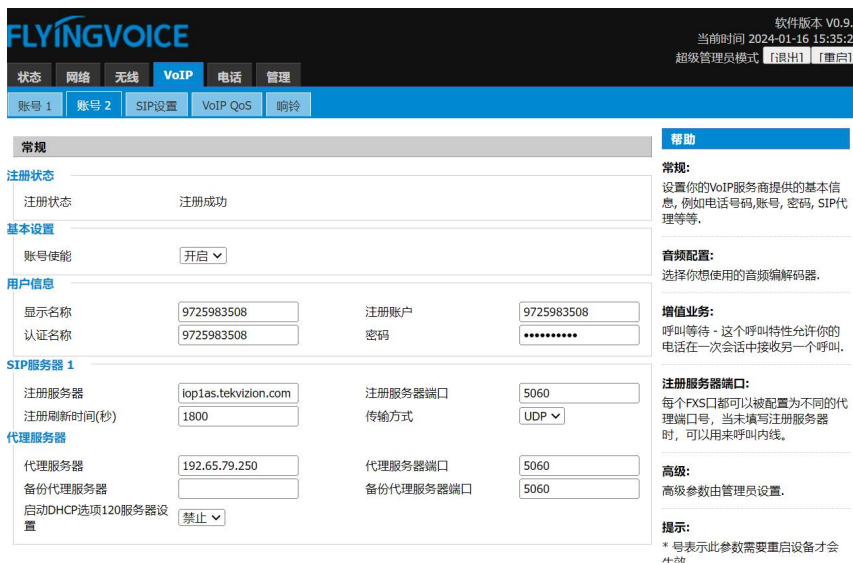 FLYINGVOICE
软件版本 V0.9.
当前时间 2024-01-16 15:35:2
超级管理员模式 [退出] [重启]
状态 网络 无线 VoIP 电话 管理
账号 1 账号 2 SIP设置 VoIP QoS 响铃
常规
注册状态
注册状态 注册成功
基本设置
账号使能 开启
用户信息
显示名称 9725983508 注册账户 9725983508
认证名称 9725983508 密码 ••••••••••
SIP服务器 1
注册服务器 iop1as.tekvizion.com 注册服务器端口 5060
注册刷新时间(秒) 1800 传输方式 UDP
代理服务器
代理服务器 192.65.79.250 代理服务器端口 5060
备份代理服务器 备份代理服务器端口 5060
启动DHCP选项120服务器设
置 禁止
帮助
常规:
设置你的VoIP服务商提供的基本信
息, 例如电话号码,账号, 密码, SIP代
理等等.
音频配置:
选择你想使用的音频编解码器.
增值业务:
呼叫等待 - 这个呼叫特性允许你的
电话在一次会话中接收另一个呼叫.
注册服务器端口:
每个FXS口都可以被配置为不同的代
理端口号，当未填写注册服务器
时，可以用来呼叫内线。
高级:
高级参数由管理员设置.
提示:
* 号表示此参数需要重启设备才会